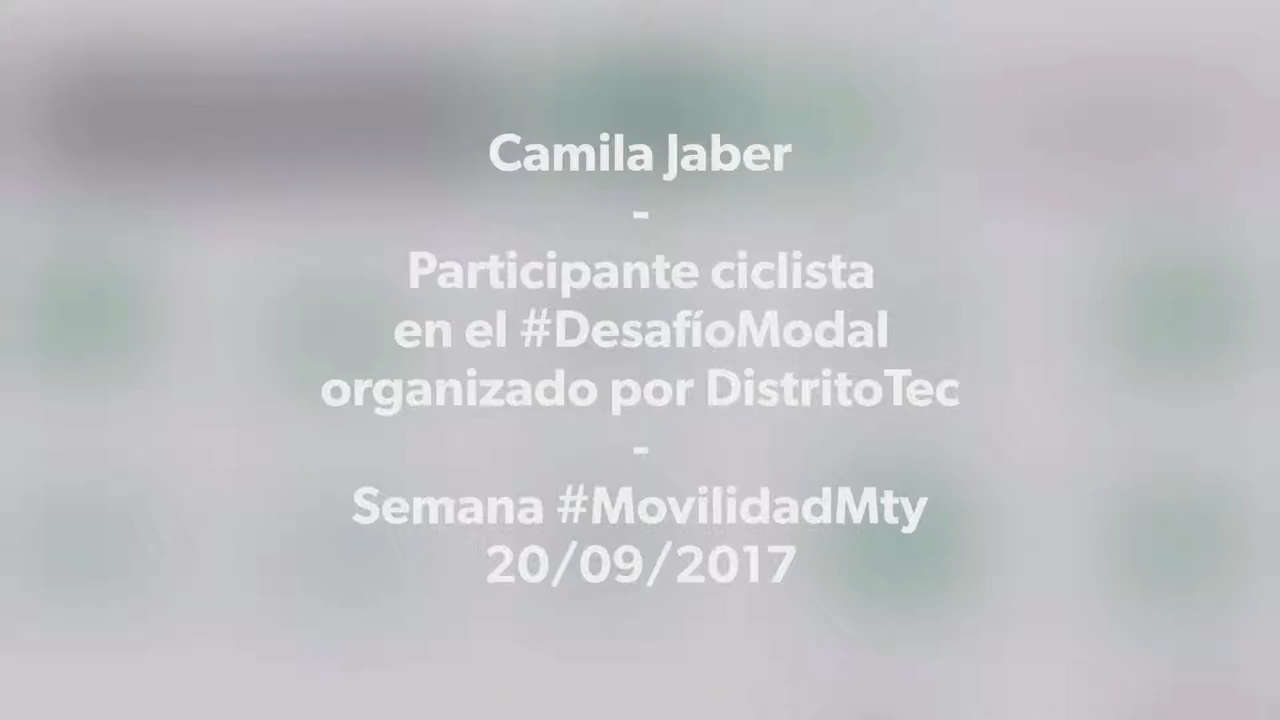 Camila Jaber
-
Participante ciclista
en el #DesafíoModal
organizado por DistritoTec
-
Semana #MovilidadMty
20/09/2017